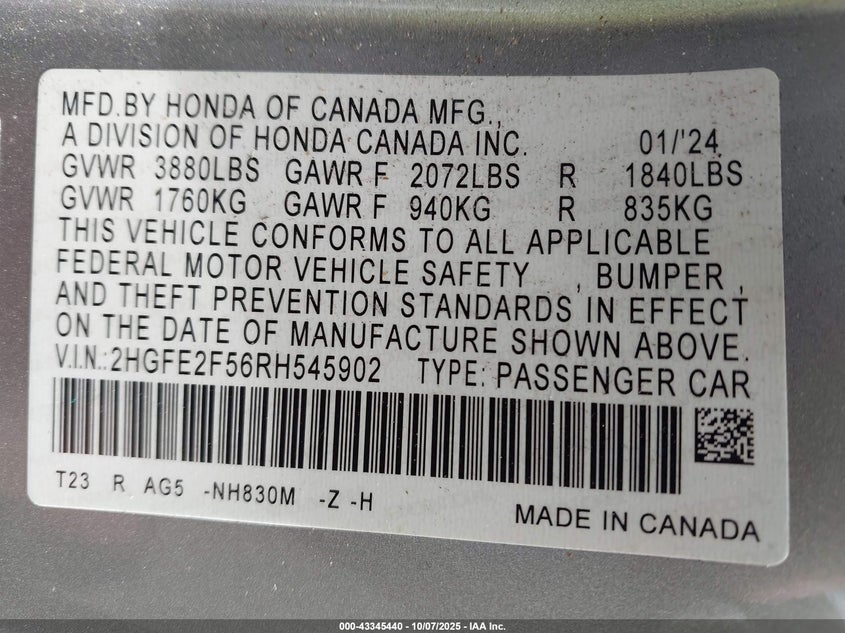 MFD.BY HONDA OF CANADA MFG.,
A DIVISION OF HONDA CANADA INC. 01/'24
GVWR 3880LBS GAWR F 2072LBS R 1840LBS
GVWR 1760KG GAWR F 940KG R 835KG
THIS VEHICLE CONFORMS TO ALL APPLICABLE
FEDERAL MOTOR VEHICLE SAFETY , BUMPER ,
AND THEFT PREVENTION STANDARDS IN EFFECT
ON THE DATE OF MANUFACTURE SHOWN ABOVE.
V.I.N.:2HGFE2F56RH545902 TYPE: PASSENGER CAR
T23 R AG5 -NH830M -Z -H
MADE IN CANADA
000-43345440 - 10/07/2025 - IAA Inc.